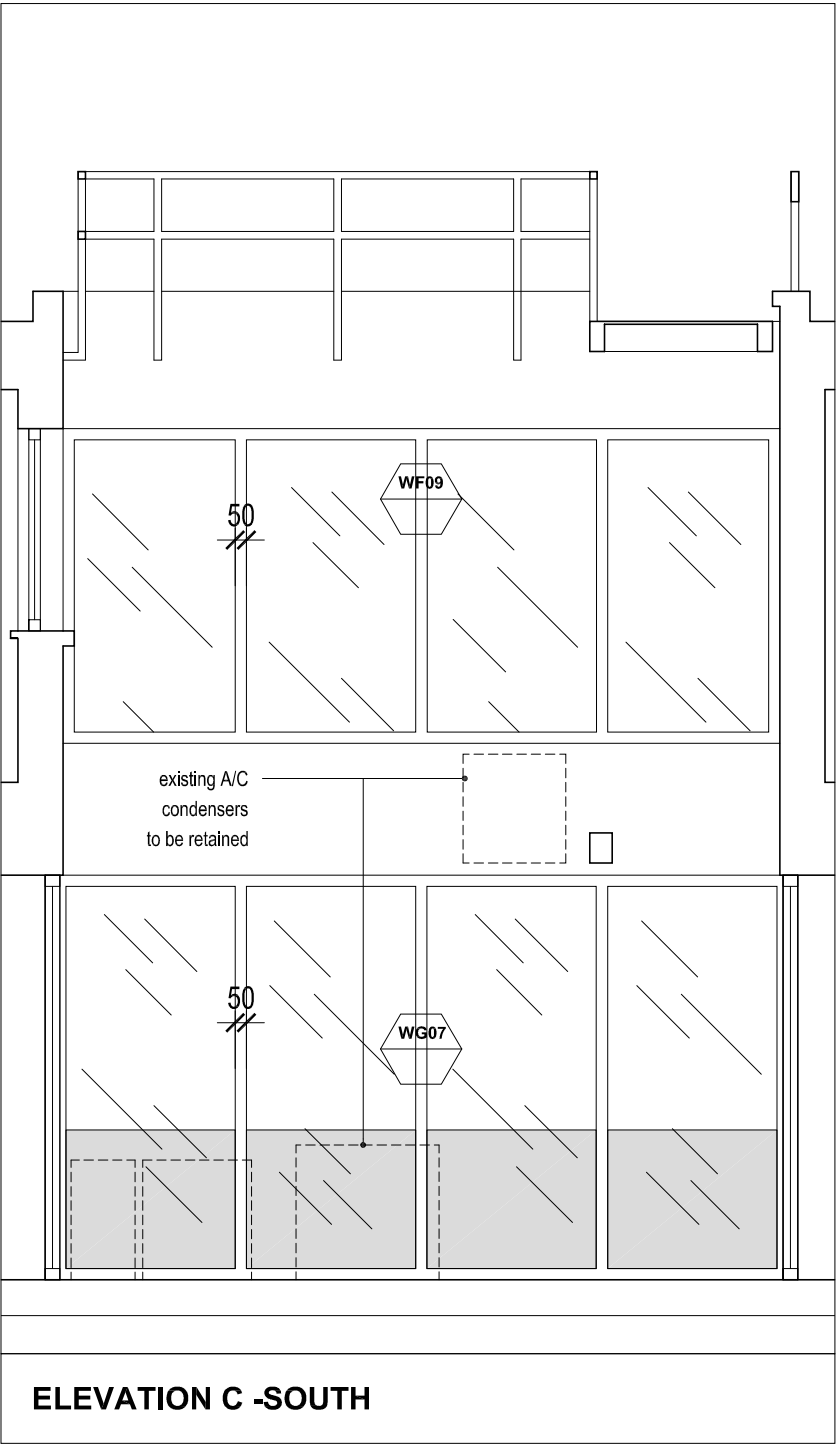 WF09
50
existing A/C
condensers
to be retained
50
WG07
ELEVATION C -SOUTH